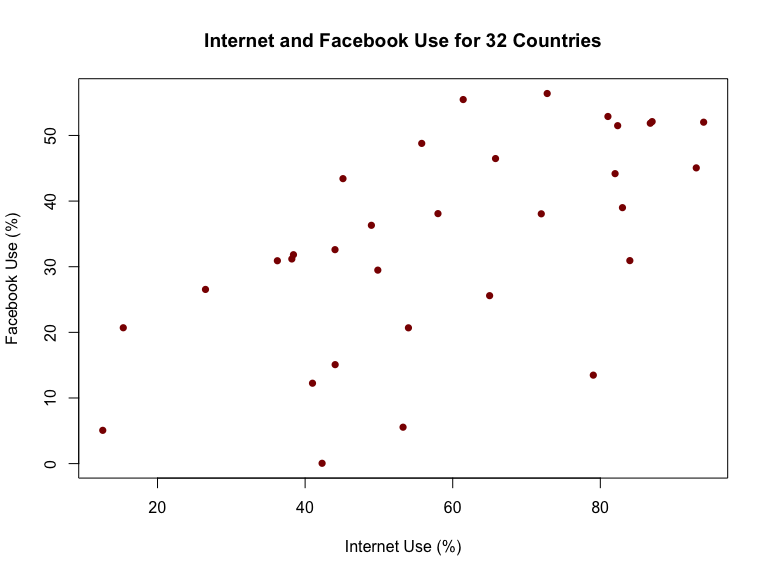 Internet and Facebook Use for 32 Countries
50
40
30
20
10
0
Facebook Use (%)
20 40 60 80
Internet Use (%)